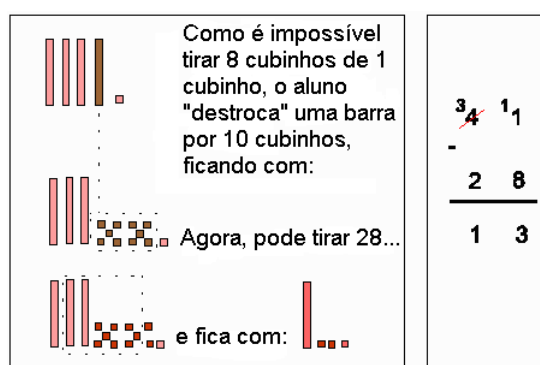 Como é impossível
tirar 8 cubinhos de 1
cubinho, o aluno
"destroca" uma barra
por 10 cubinhos,
ficando com:
Agora, pode tirar 28...
e fica com:
3 4 1 1
-
2 8
1 3